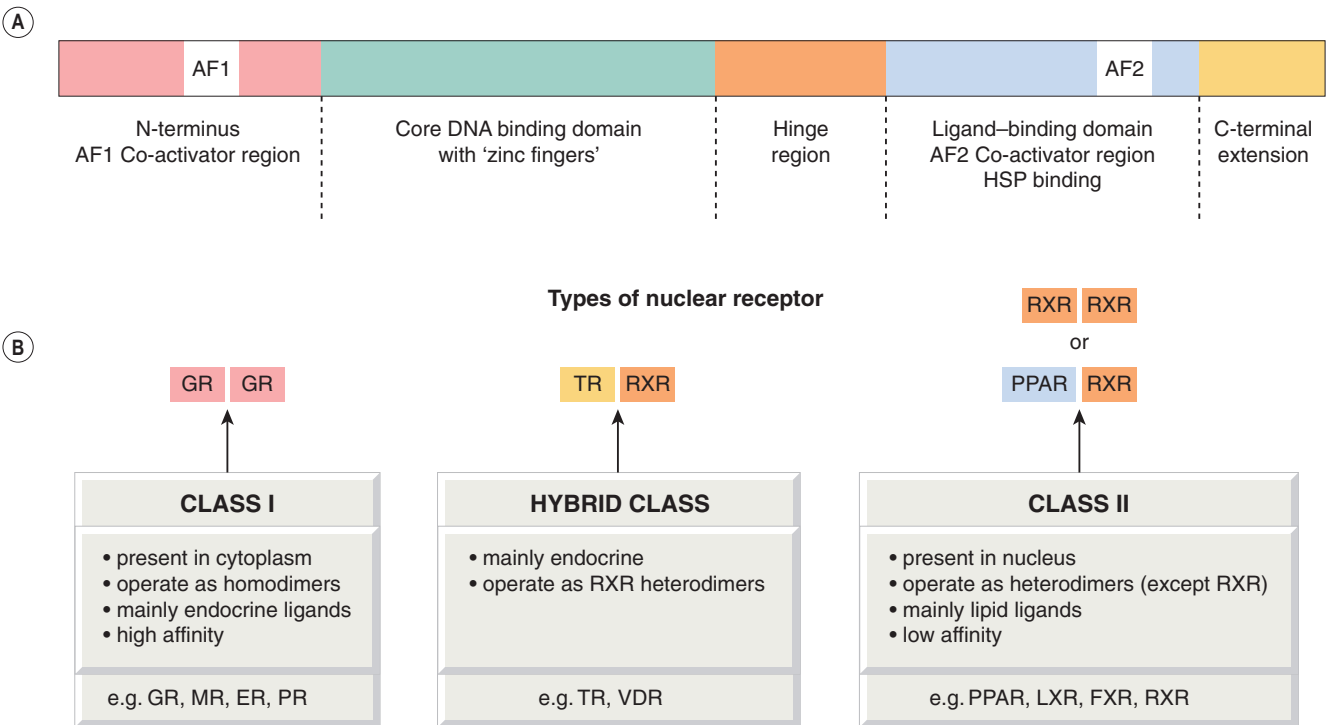 A
AF1
AF2
N-terminus
AF1 Co-activator region
Core DNA binding domain
with ‘zinc fingers’
Hinge
region
Ligand–binding domain
AF2 Co-activator region
HSP binding
C-terminal
extension
Types of nuclear receptor
B
GR GR
TR RXR
RXR RXR
or
PPAR RXR
CLASS I
• present in cytoplasm
• operate as homodimers
• mainly endocrine ligands
• high affinity
e.g. GR, MR, ER, PR
HYBRID CLASS
• mainly endocrine
• operate as RXR heterodimers
e.g. TR, VDR
CLASS II
• present in nucleus
• operate as heterodimers (except RXR)
• mainly lipid ligands
• low affinity
e.g. PPAR, LXR, FXR, RXR